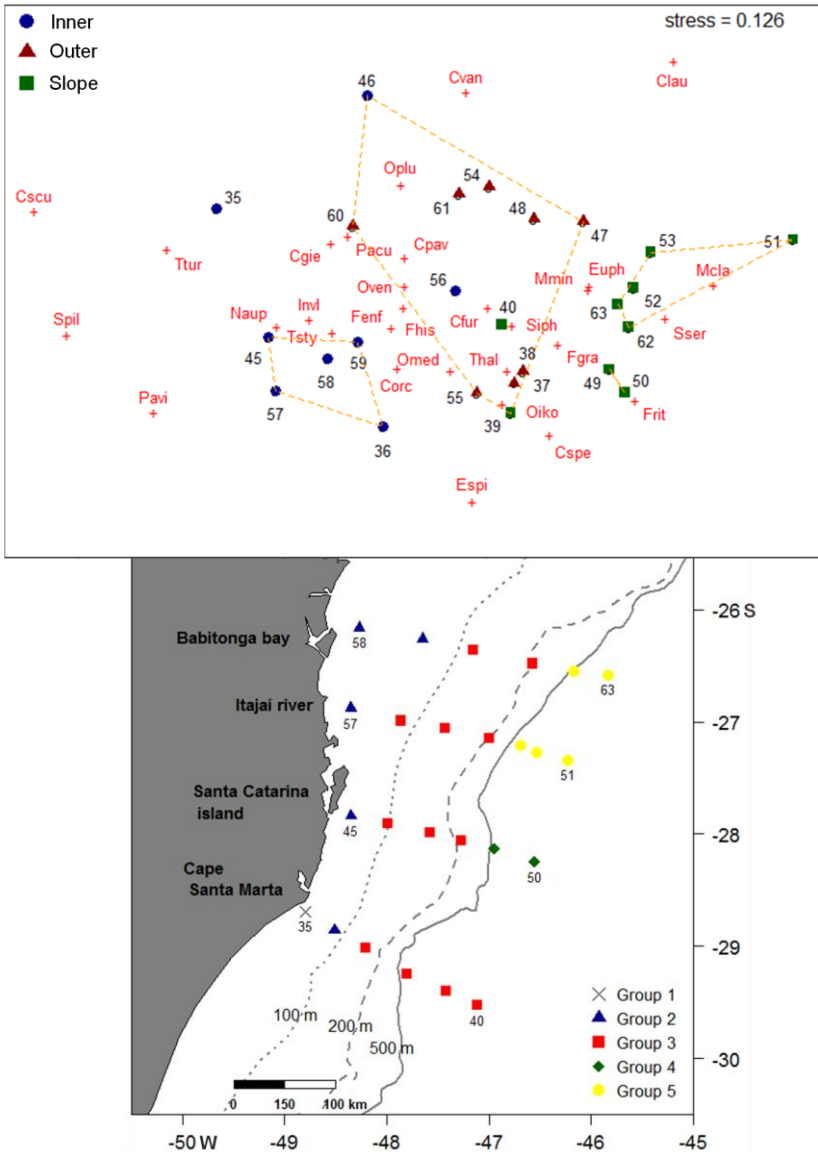 Inner
Outer
Slope
stress = 0.126
46
Cvan
Clau
Oplu
54
61
48
47
35
Cscu
60
Pacu
Cgie
Cpav
Ttur
53
51
Oven
56
Mmin
Euph
Mcla
52
63
Naup
Invl
Fenf
Fhis
Cfur
40
Siph
62
Sser
Spil
Tsty
45
59
58
Omed
Thal
38
Fgra
Corc
37
49
50
57
55
Oiko
Frit
Pavi
39
36
Cspe
Espi
Babitonga bay
58
-26 S
Itajai river
63
57
-27
Santa Catarina
island
51
45
-28
Cape
Santa Marta
50
35
-29
100 m
200 m
500 m
40
Group 1
Group 2
Group 3
Group 4
Group 5
-30
0 150 100 km
-50 W -49 -48 -47 -46 -45